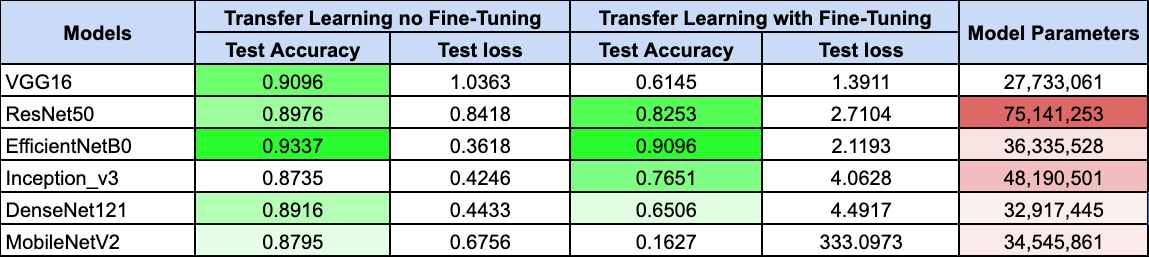 Models Transfer Learning no Fine-Tuning Transfer Learning with Fine-Tuning Model Parameters
Test Accuracy Test loss Test Accuracy Test loss
VGG16 0.9096 1.0363 0.6145 1.3911 27,733,061
ResNet50 0.8976 0.8418 0.8253 2.7104 75,141,253
EfficientNetB0 0.9337 0.3618 0.9096 2.1193 36,335,528
Inception_v3 0.8735 0.4246 0.7651 4.0628 48,190,501
DenseNet121 0.8916 0.4433 0.6506 4.4917 32,917,445
MobileNetV2 0.8795 0.6756 0.1627 333.0973 34,545,861